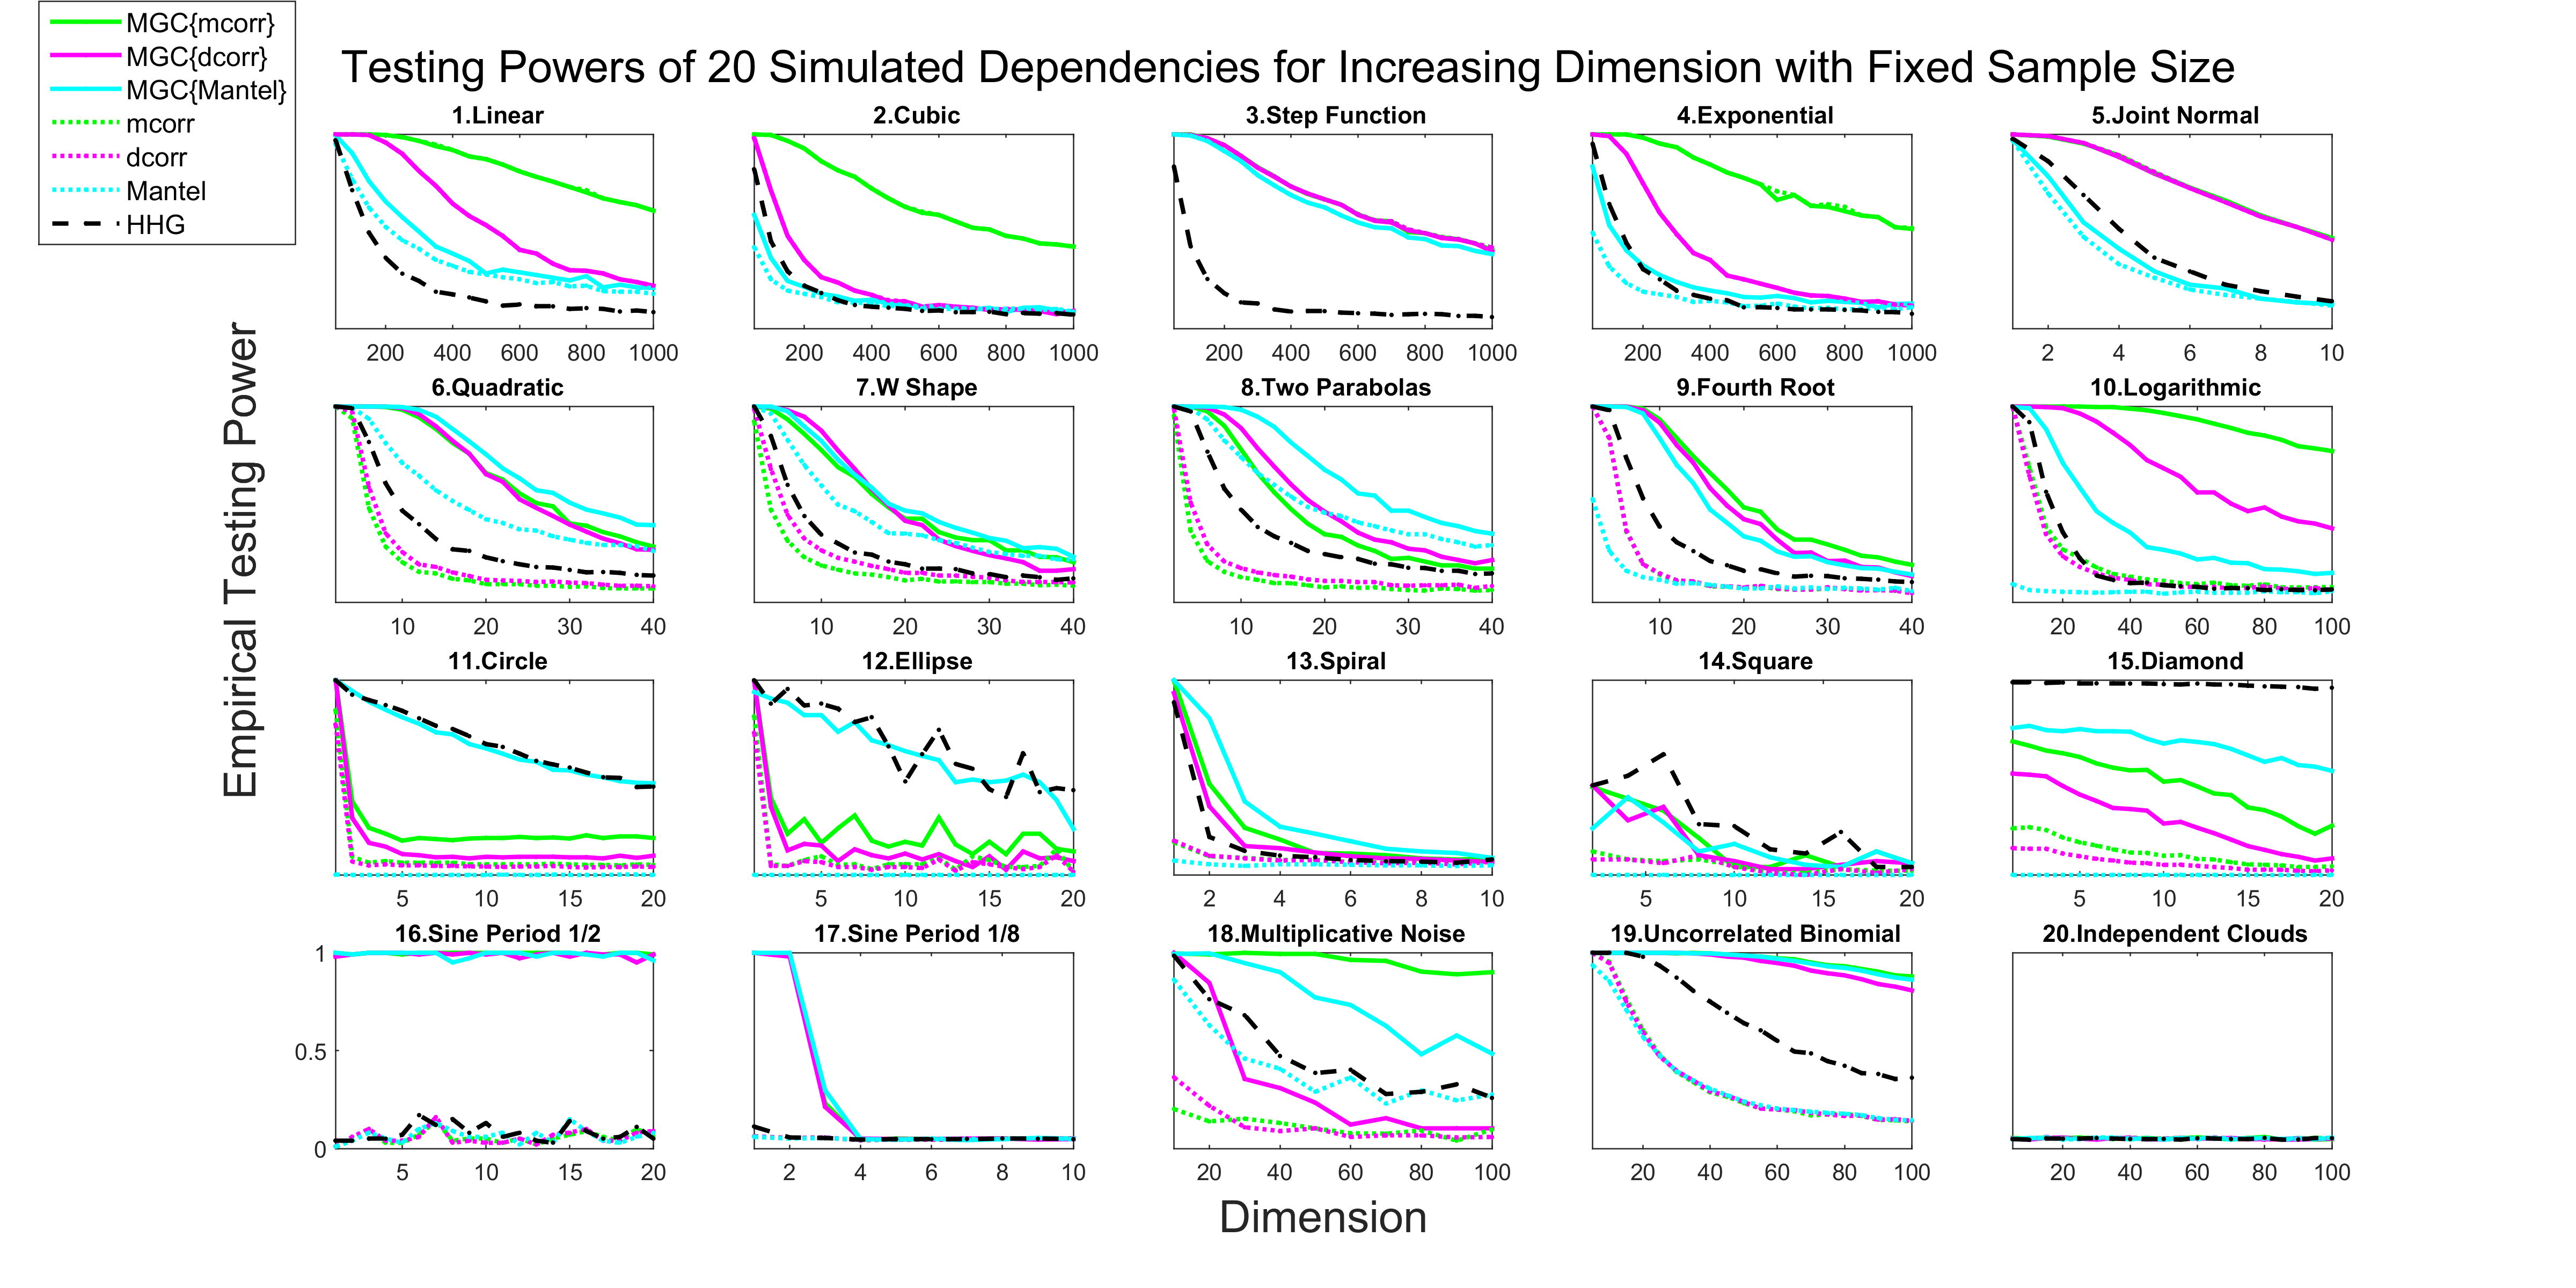 MGC{mcorr}
MGC{dcorr}
MGC{Mantel}
mcorr
dcorr
Mantel
HHG
Testing Powers of 20 Simulated Dependencies for Increasing Dimension with Fixed Sample Size
Empirical Testing Power
1.Linear
200 400 600 800 1000
2.Cubic
200 400 600 800 1000
3.Step Function
200 400 600 800 1000
4.Exponential
200 400 600 800 1000
5.Joint Normal
2 4 6 8 10
6.Quadratic
10 20 30 40
7.W Shape
10 20 30 40
8.Two Parabolas
10 20 30 40
9.Fourth Root
10 20 30 40
10.Logarithmic
20 40 60 80 100
11.Circle
5 10 15 20
12.Ellipse
5 10 15 20
13.Spiral
2 4 6 8 10
14.Square
5 10 15 20
15.Diamond
5 10 15 20
16.Sine Period 1/2
1
0.5
0
5 10 15 20
17.Sine Period 1/8
2 4 6 8 10
18.Multiplicative Noise
20 40 60 80 100
19.Uncorrelated Binomial
20 40 60 80 100
20.Independent Clouds
20 40 60 80 100
Dimension